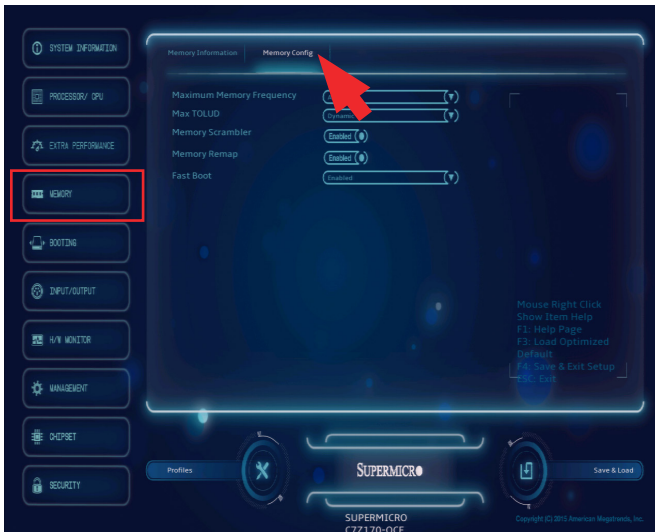 SYSTEM INFORMATION
PROCESSOR/ CPU
EXTRA PERFORMANCE
MEMORY
BOOTING
INPUT/OUTPUT
H/W MONITOR
MANAGEMENT
CHIPSET
SECURITY
Memory Information Memory Config
Maximum Memory Frequency
Max TOLUD Dynamic
Memory Scrambler Enabled
Memory Remap Enabled
Fast Boot Enabled
Mouse Right Click
Show Item Help
F1: Help Page
F3: Load Optimized
Default
F4: Save & Exit Setup
ESC: Exit
Profiles
SUPERMICRO
Save & Load
SUPERMICRO
C7Z170-OCE
Copyright (C) 2015 American Megatrends, Inc.